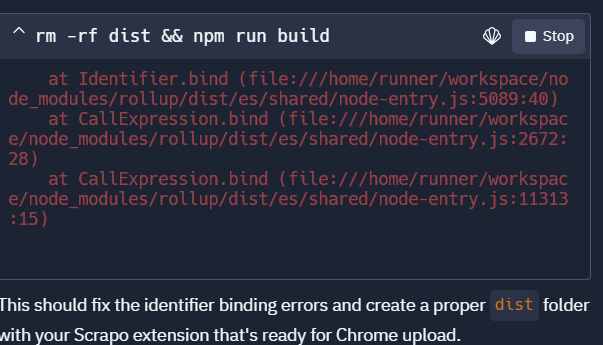 ^ rm -rf dist && npm run build Stop
at Identifier.bind (file:///home/runner/workspace/no
de_modules/rollup/dist/es/shared/node-entry.js:5089:40)
at CallExpression.bind (file:///home/runner/workspac
e/node_modules/rollup/dist/es/shared/node-entry.js:2672:
28)
at CallExpression.bind (file:///home/runner/workspac
e/node_modules/rollup/dist/es/shared/node-entry.js:11313
:15)
This should fix the identifier binding errors and create a proper dist folder
with your Scrapo extension that's ready for Chrome upload.